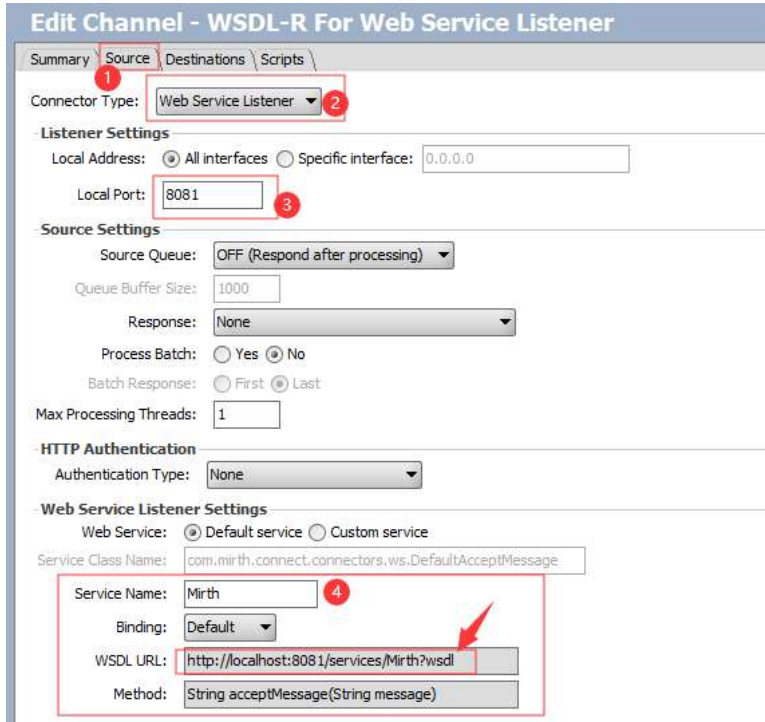 Edit Channel - WSDL-R For Web Service Listener
Summary Source Destinations Scripts
1
Connector Type: Web Service Listener 2
Listener Settings
Local Address: All interfaces Specific interface: 0.0.0.0
Local Port: 8081 3
Source Settings
Source Queue: OFF (Respond after processing)
Queue Buffer Size: 1000
Response: None
Process Batch: Yes No
Batch Response: First Last
Max Processing Threads: 1
HTTP Authentication
Authentication Type: None
Web Service Listener Settings
Web Service: Default service Custom service
Service Class Name: com.mirth.connect.connectors.ws.DefaultAcceptMessage
Service Name: Mirth 4
Binding: Default
WSDL URL: http://localhost:8081/services/Mirth?wsdl
Method: String acceptMessage(String message)